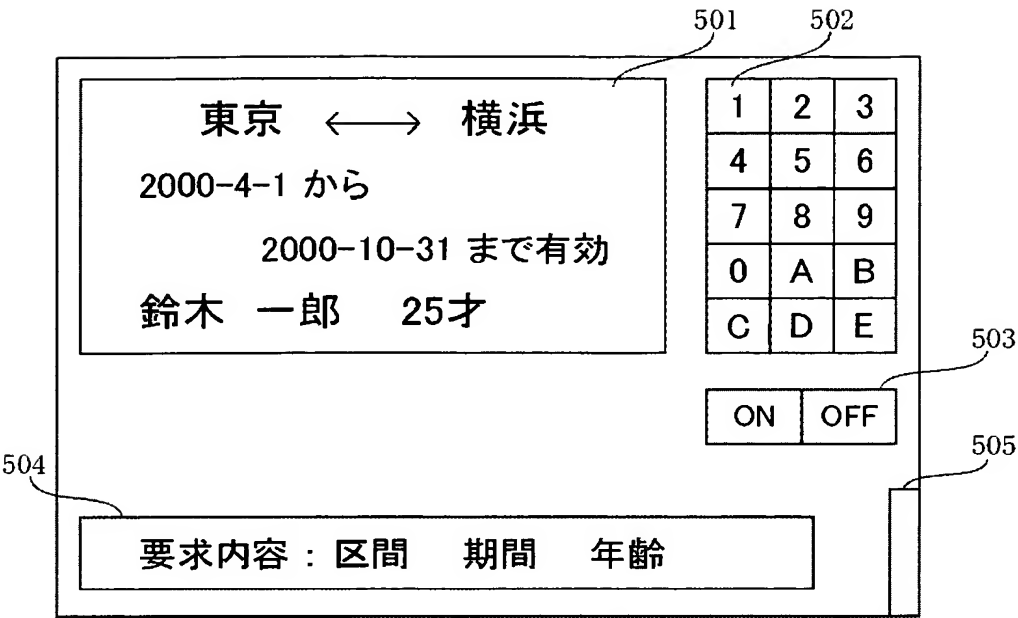 501 502
東京 ←→ 横浜
2000-4-1 から
2000-10-31 まで有効
鈴木 一郎 25才
1 2 3
4 5 6
7 8 9
0 A B
C D E
503
ON OFF
505
504
要求内容：区間 期間 年齢